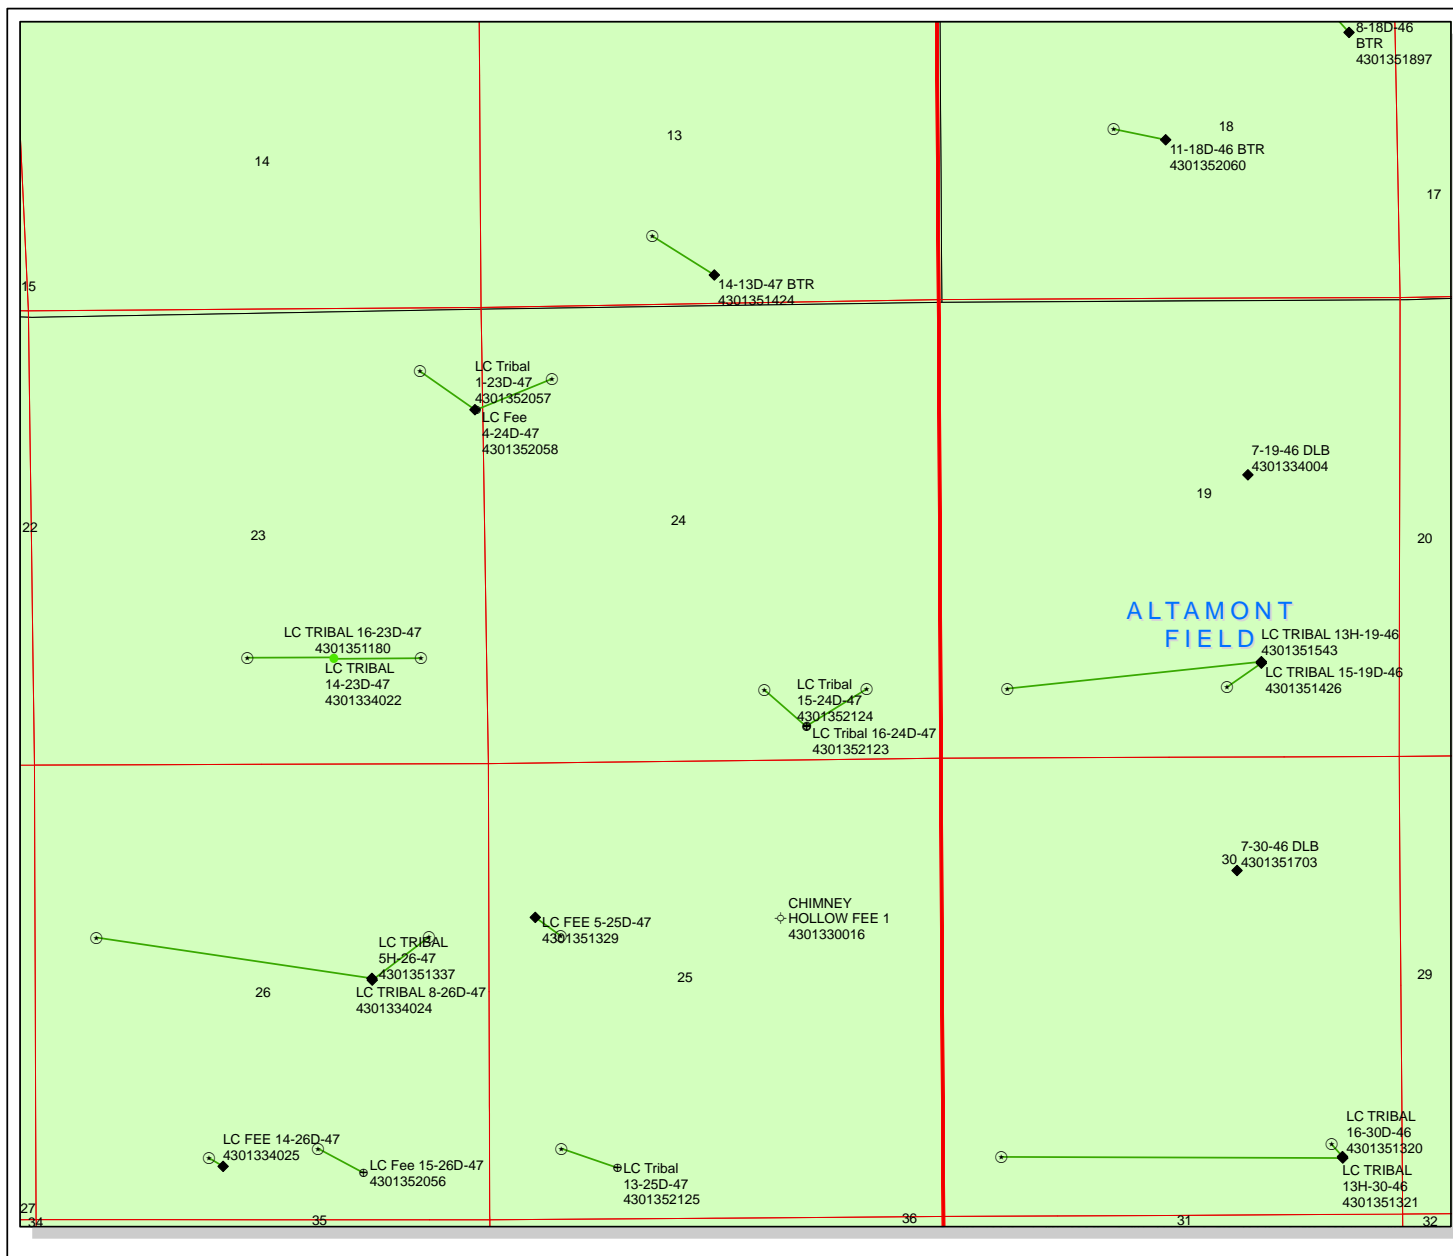 8-18D-46
BTR
4301351897
18
11-18D-46 BTR
4301352060
13
14
17
14-13D-47 BTR
4301351424
15
LC Tribal
1-23D-47
4301352057
LC Fee
4-24D-47
4301352058
7-19-46 DLB
4301334004
19
22
23
24
20
ALTAMONT
FIELD
LC TRIBAL 16-23D-47
4301351180
LC TRIBAL
14-23D-47
4301334022
LC TRIBAL 13H-19-46
4301351543
LC TRIBAL 15-19D-46
4301351426
LC Tribal
15-24D-47
4301352124
LC Tribal 16-24D-47
4301352123
7-30-46 DLB
30
4301351703
CHIMNEY
HOLLOW FEE 1
4301330016
LC FEE 5-25D-47
4301351329
LC TRIBAL
5H-26-47
4301351337
LC TRIBAL 8-26D-47
4301334024
26
25
29
LC FEE 14-26D-47
4301334025
LC Fee 15-26D-47
4301352056
LC Tribal
13-25D-47
4301352125
LC TRIBAL
16-30D-46
4301351320
LC TRIBAL
13H-30-46
4301351321
27
34
35
36
31
32